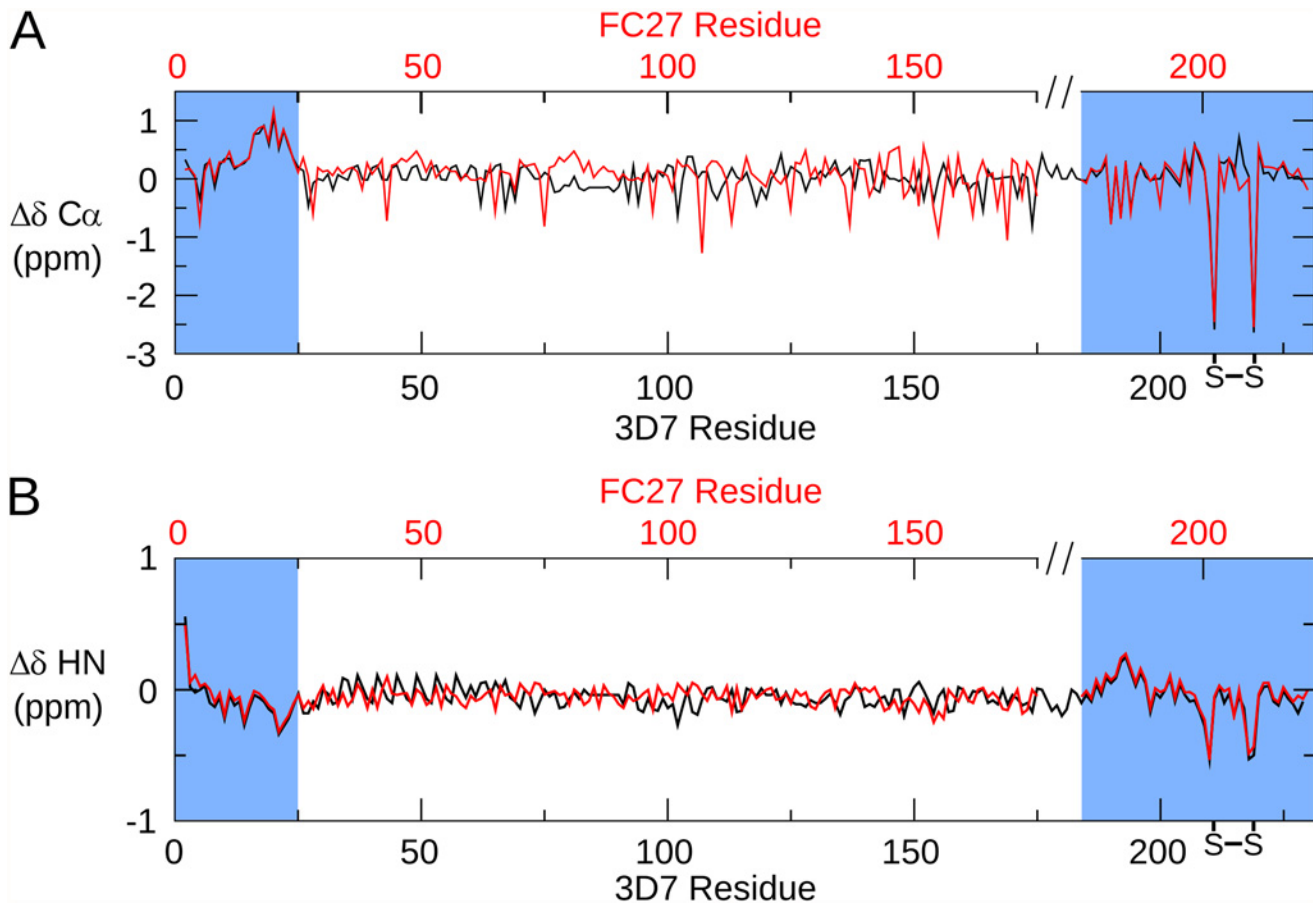 A
FC27 Residue
0 50 100 150 // 200
1
0
-1
-2
-3
Δδ Cα
(ppm)
0 50 100 150 200 S–S
3D7 Residue
B
FC27 Residue
0 50 100 150 // 200
1
0
-1
Δδ HN
(ppm)
0 50 100 150 200 S–S
3D7 Residue